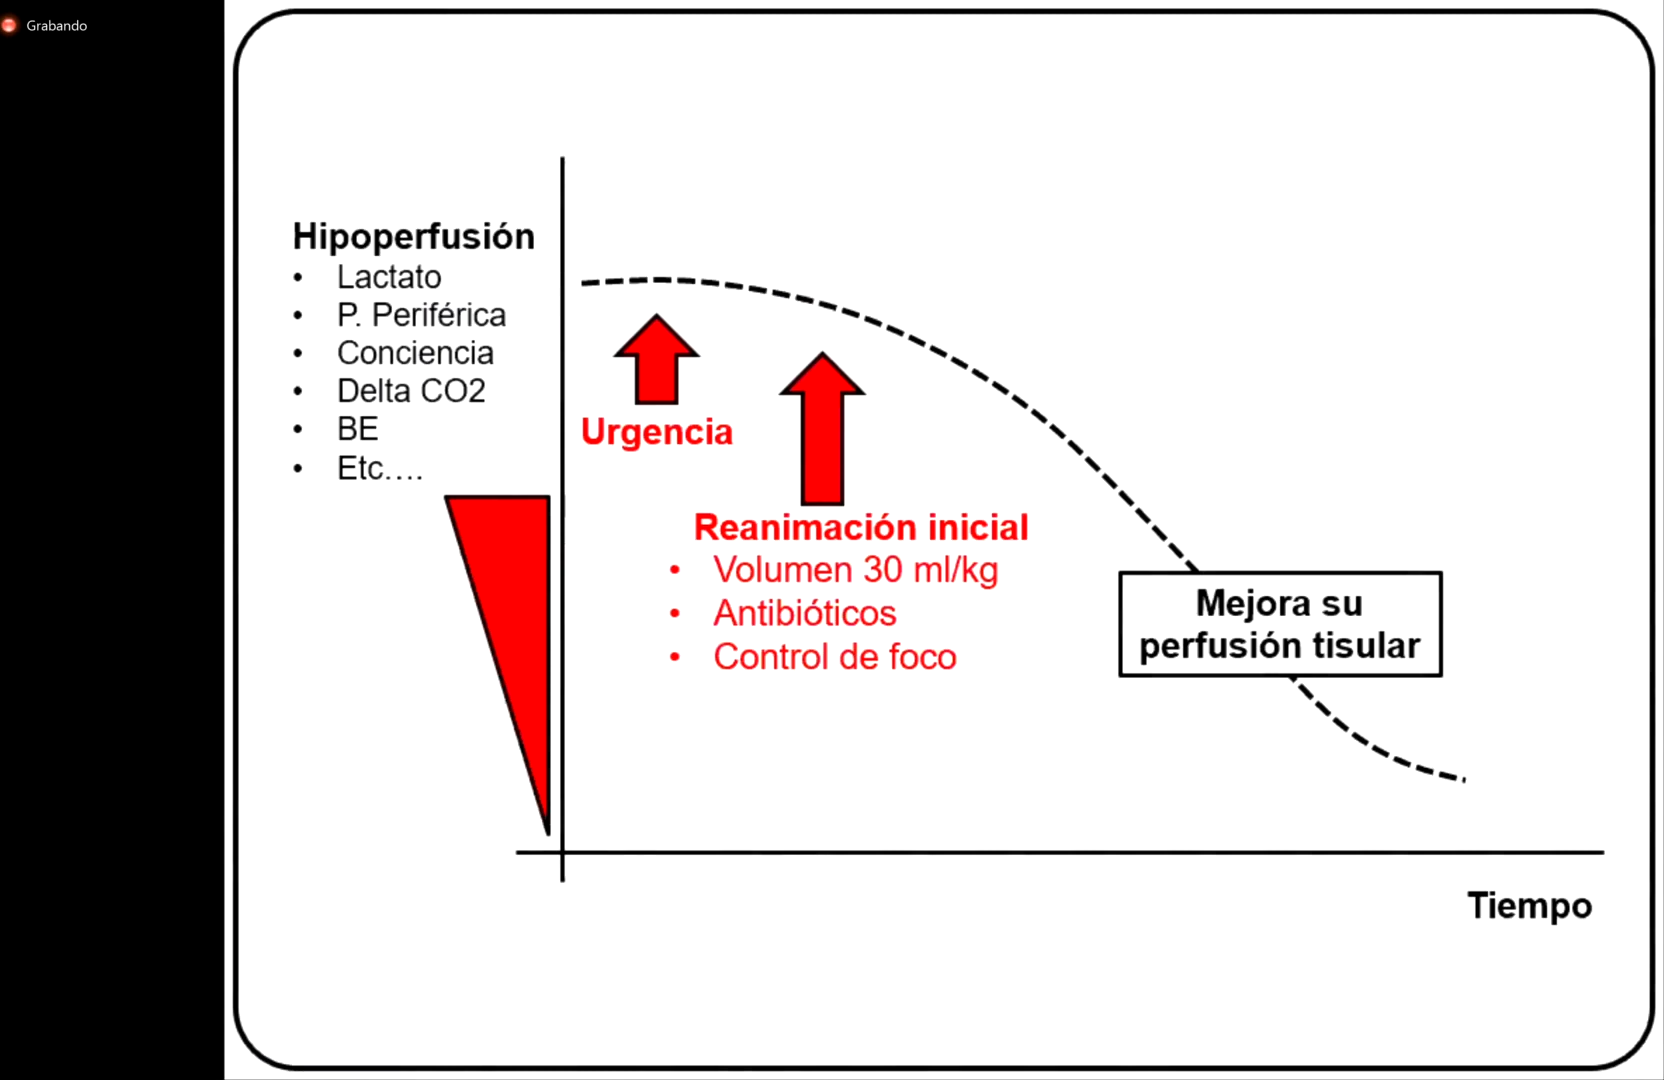 Grabando
Hipoperfusión
• Lactato
• P. Periférica
• Conciencia
• Delta CO2
• BE
• Etc....
Urgencia
Reanimación inicial
• Volumen 30 ml/kg
• Antibióticos
• Control de foco
Mejora su
perfusión tisular
Tiempo